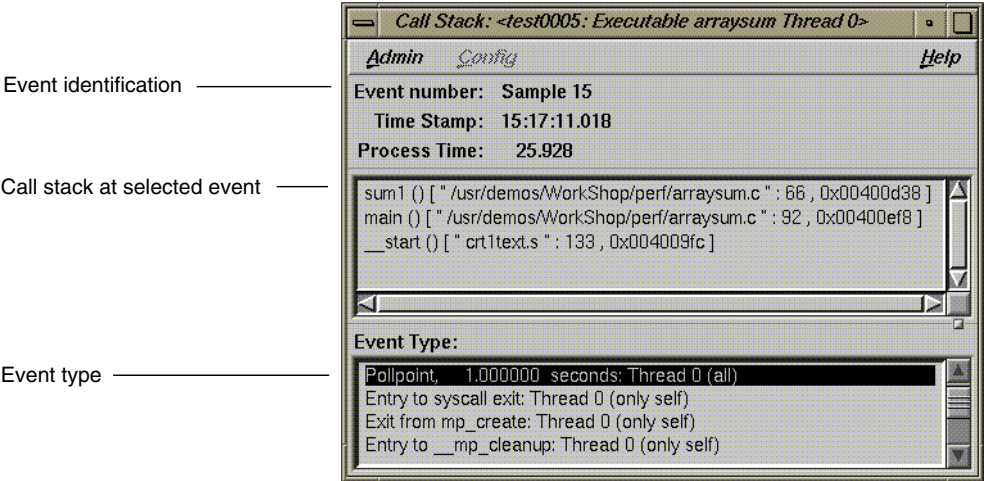 Call Stack: <test0005: Executable arraysum Thread 0>
Admin Config Help
Event identification
Event number: Sample 15
Time Stamp: 15:17:11.018
Process Time: 25.928
Call stack at selected event
sum1 () [ " /usr/demos/WorkShop/perf/arraysum.c " : 66 , 0x00400d38 ]
main () [ " /usr/demos/WorkShop/perf/arraysum.c " : 92 , 0x00400ef8 ]
__start () [ " crt1text.s " : 133 , 0x004009fc ]
Event Type:
Event type
Pollpoint, 1.000000 seconds: Thread 0 (all)
Entry to syscall exit: Thread 0 (only self)
Exit from mp_create: Thread 0 (only self)
Entry to __mp_cleanup: Thread 0 (only self)